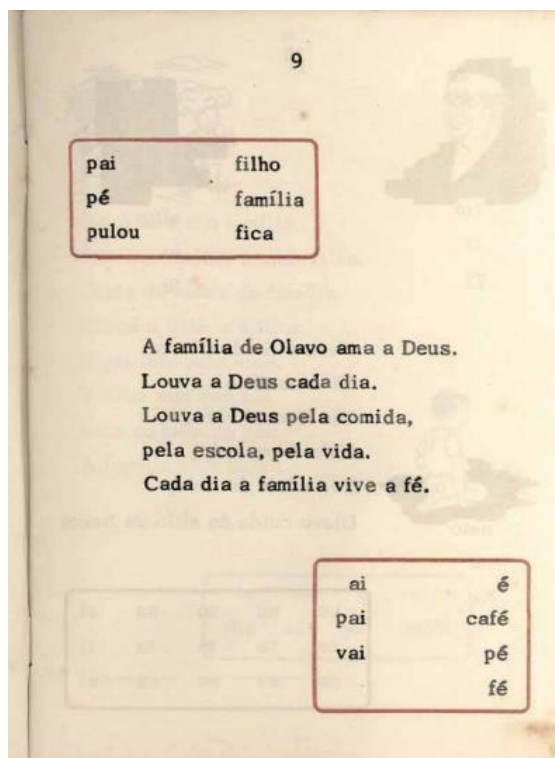 9
pai filho
pé família
pulou fica
A família de Olavo ama a Deus.
Louva a Deus cada dia.
Louva a Deus pela comida,
pela escola, pela vida.
Cada dia a família vive a fé.
ai é
pai café
vai pé
fé